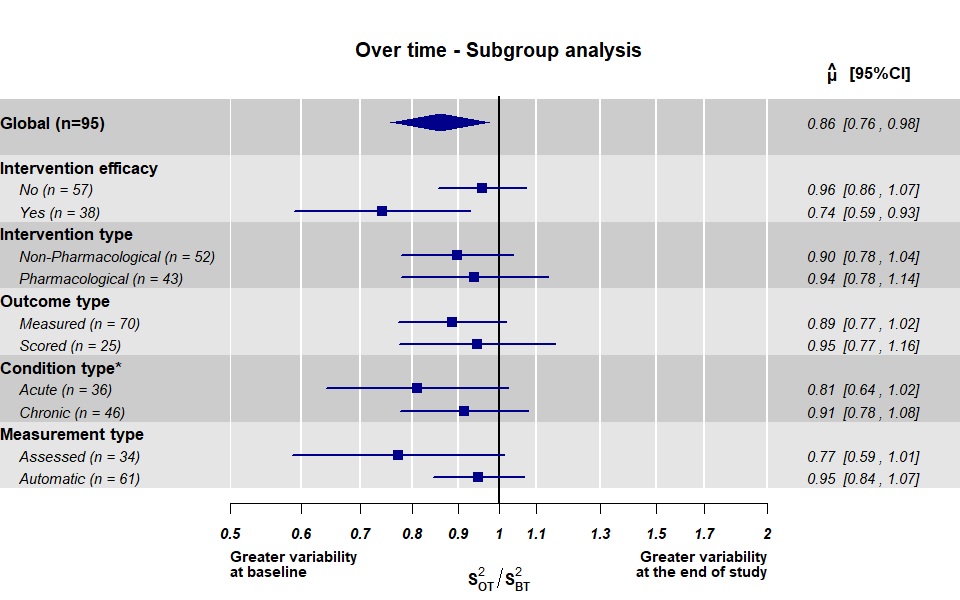 Over time - Subgroup analysis
μ̂ [95%CI]
Global (n=95) 0.86 [0.76 , 0.98]
Intervention efficacy
No (n = 57) 0.96 [0.86 , 1.07]
Yes (n = 38) 0.74 [0.59 , 0.93]
Intervention type
Non-Pharmacological (n = 52) 0.90 [0.78 , 1.04]
Pharmacological (n = 43) 0.94 [0.78 , 1.14]
Outcome type
Measured (n = 70) 0.89 [0.77 , 1.02]
Scored (n = 25) 0.95 [0.77 , 1.16]
Condition type*
Acute (n = 36) 0.81 [0.64 , 1.02]
Chronic (n = 46) 0.91 [0.78 , 1.08]
Measurement type
Assessed (n = 34) 0.77 [0.59 , 1.01]
Automatic (n = 61) 0.95 [0.84 , 1.07]
0.5 0.6 0.7 0.8 0.9 1 1.1 1.3 1.5 1.7 2
Greater variability
at baseline
Greater variability
at the end of study
S²OT / S²BT